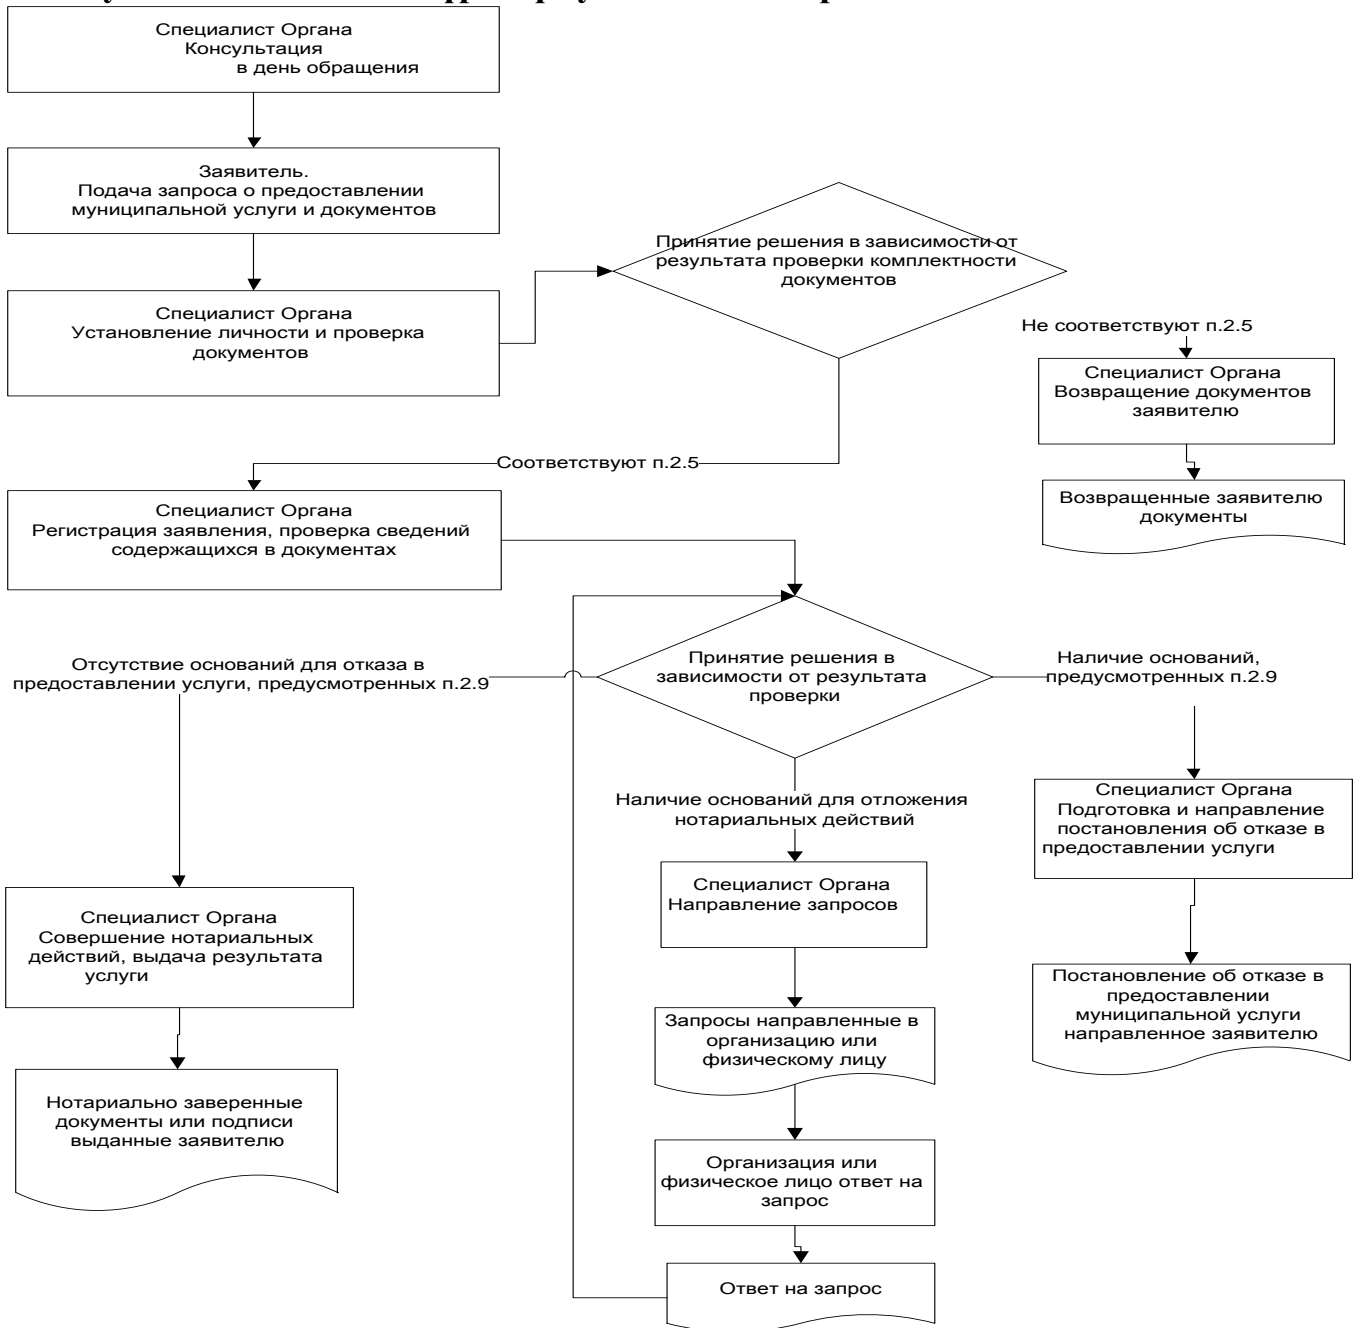 Специалист Органа
Консультация
в день обращения
Заявитель.
Подача запроса о предоставлении
муниципальной услуги и документов
Принятие решения в зависимости от
результата проверки комплектности
документов
Специалист Органа
Установление личности и проверка
документов
Не соответствуют п.2.5
Специалист Органа
Возвращение документов
заявителю
Соответствуют п.2.5
Возвращенные заявителю
документы
Специалист Органа
Регистрация заявления, проверка сведений
содержащихся в документах
Отсутствие оснований для отказа в
предоставлении услуги, предусмотренных п.2.9
Принятие решения в
зависимости от результата
проверки
Наличие оснований,
предусмотренных п.2.9
Наличие оснований для отложения
нотариальных действий
Специалист Органа
Подготовка и направление
постановления об отказе в
предоставлении услуги
Специалист Органа
Направление запросов
Специалист Органа
Совершение нотариальных
действий, выдача результата
услуги
Постановление об отказе в
предоставлении
муниципальной услуги
направленное заявителю
Запросы направленные в
организацию или
физическому лицу
Нотариально заверенные
документы или подписи
выданные заявителю
Организация или
физическое лицо ответ на
запрос
Ответ на запрос